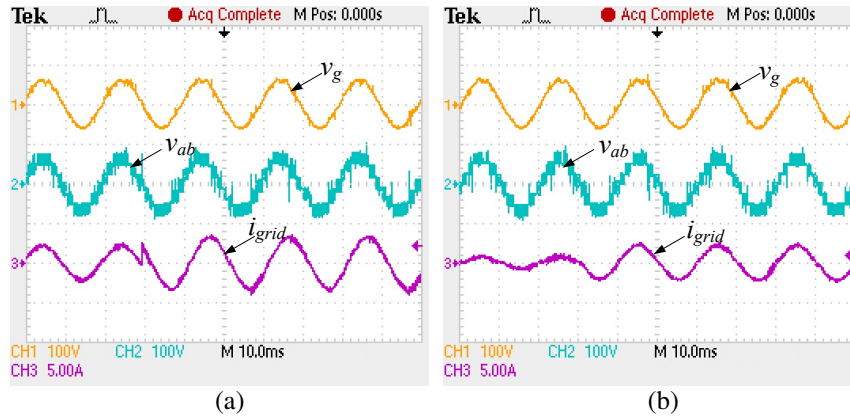 Tek Acq Complete M Pos: 0.000s
v_g
1
v_ab
2
i_grid
3
CH1 100V CH2 100V M 10.0ms
CH3 5.00A
(a)
Tek Acq Complete M Pos: 0.000s
v_g
1
v_ab
2
i_grid
3
CH1 100V CH2 100V M 10.0ms
CH3 5.00A
(b)